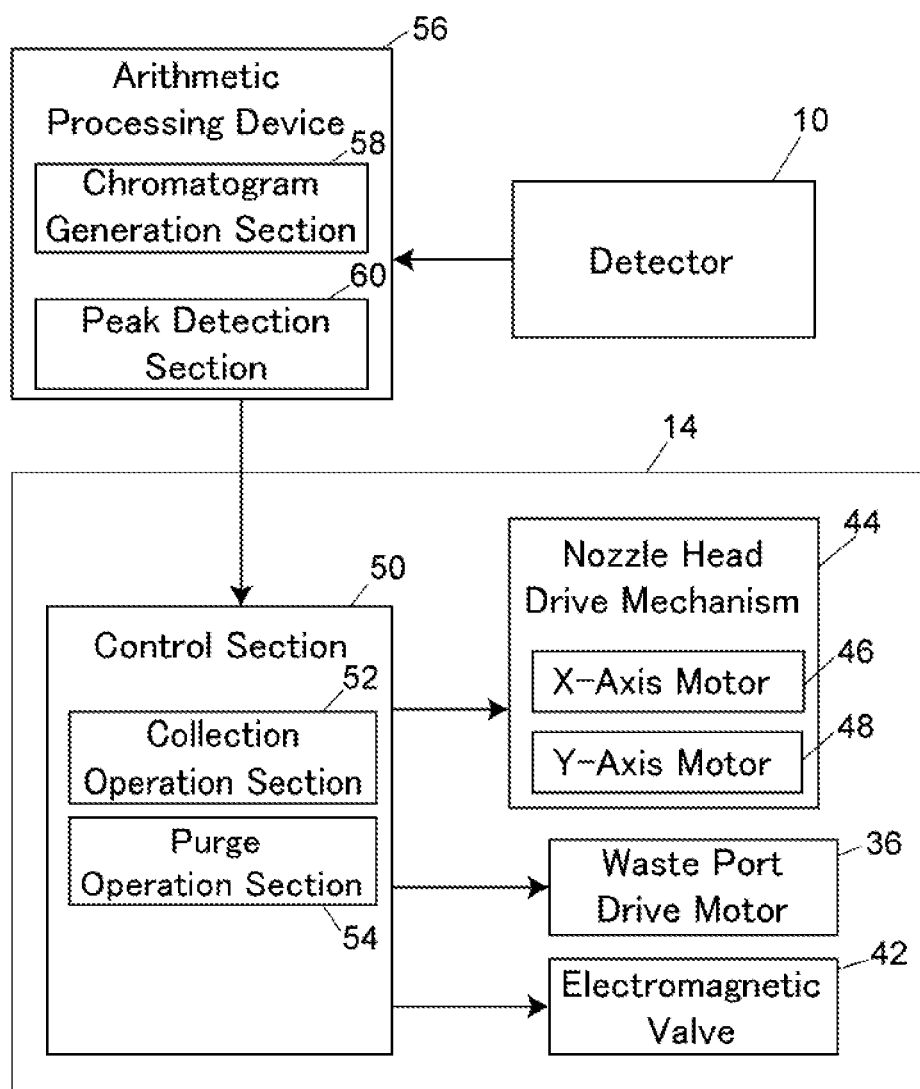 56
Arithmetic
Processing Device
58
Chromatogram
Generation Section
60
Peak Detection
Section
10
Detector
14
50
Control Section
52
Collection
Operation Section
Purge
Operation Section
54
44
Nozzle Head
Drive Mechanism
46
X-Axis Motor
48
Y-Axis Motor
36
Waste Port
Drive Motor
42
Electromagnetic
Valve